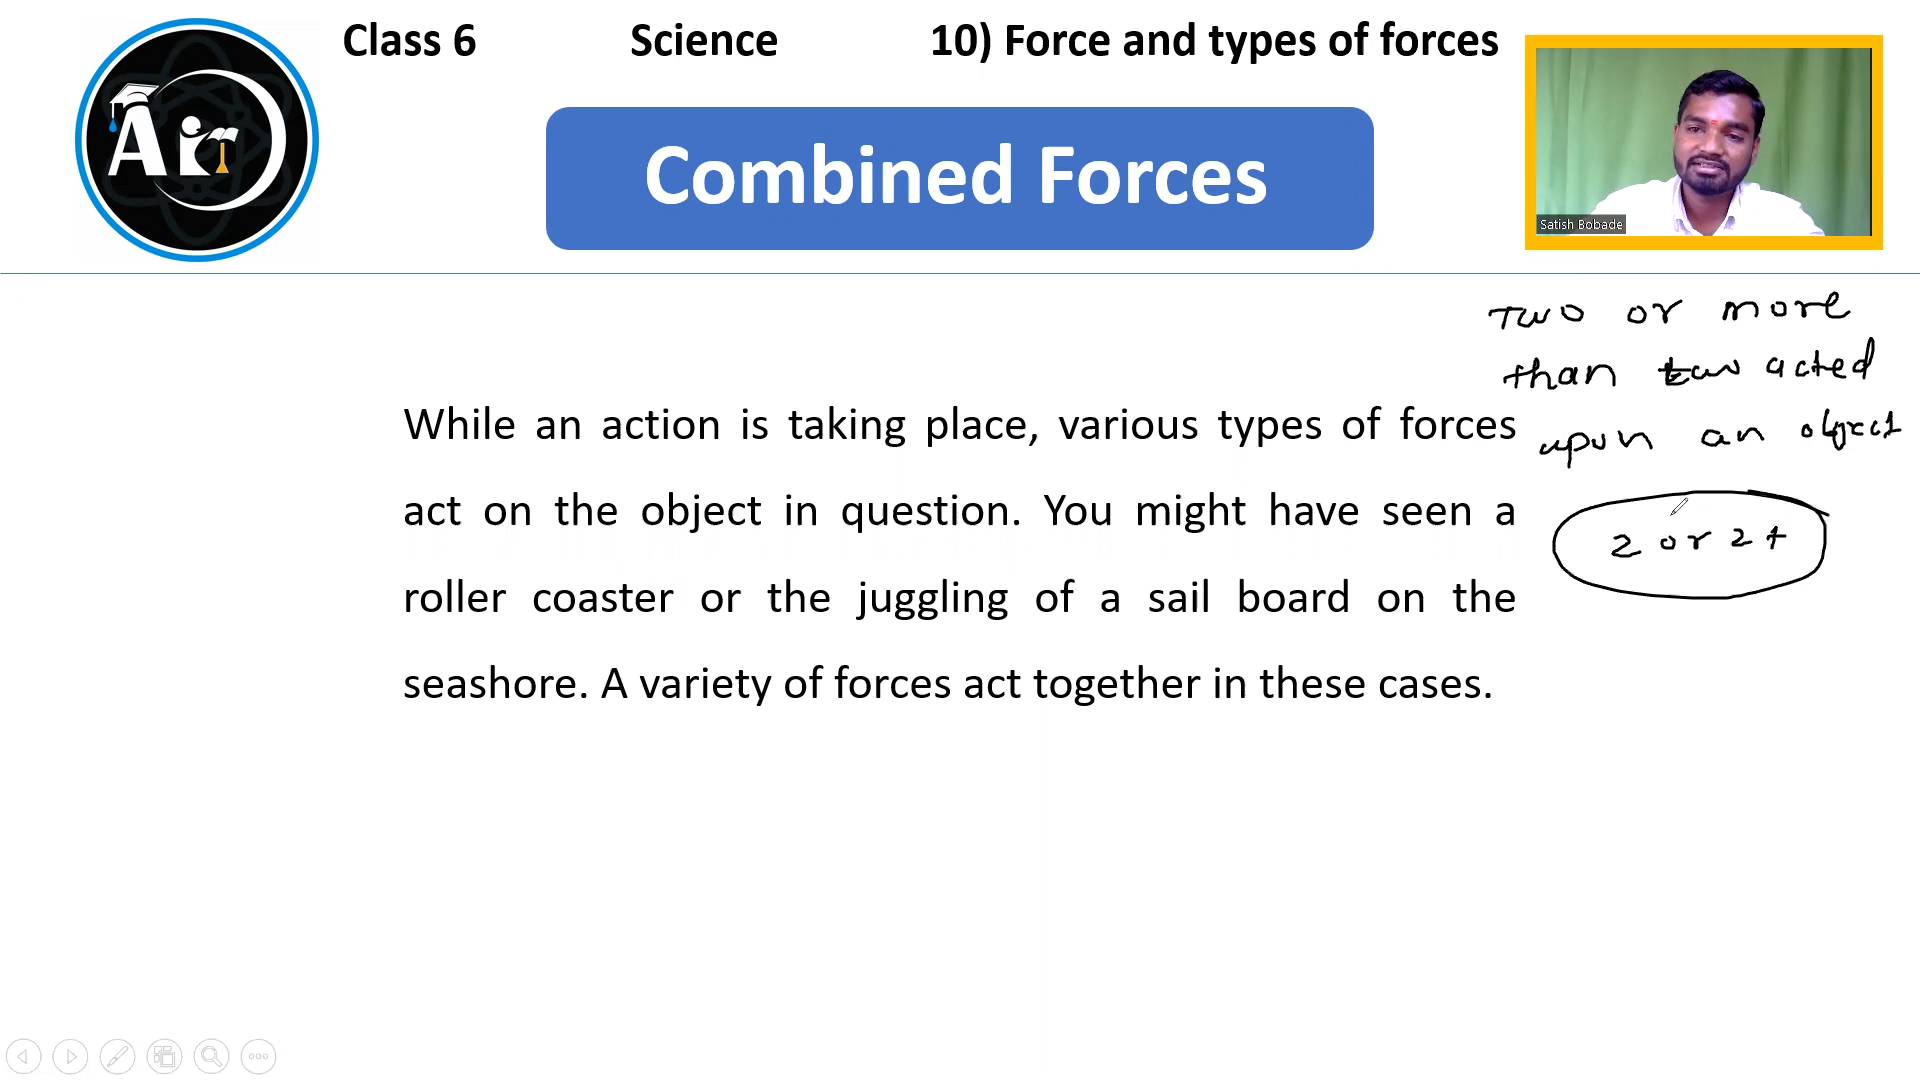 Class 6 Science 10) Force and types of forces
Air
Combined Forces
Satish Bobade
Two or more
than two acted
upon an object
While an action is taking place, various types of forces
act on the object in question. You might have seen a
roller coaster or the juggling of a sail board on the
seashore. A variety of forces act together in these cases.
2 or 2+